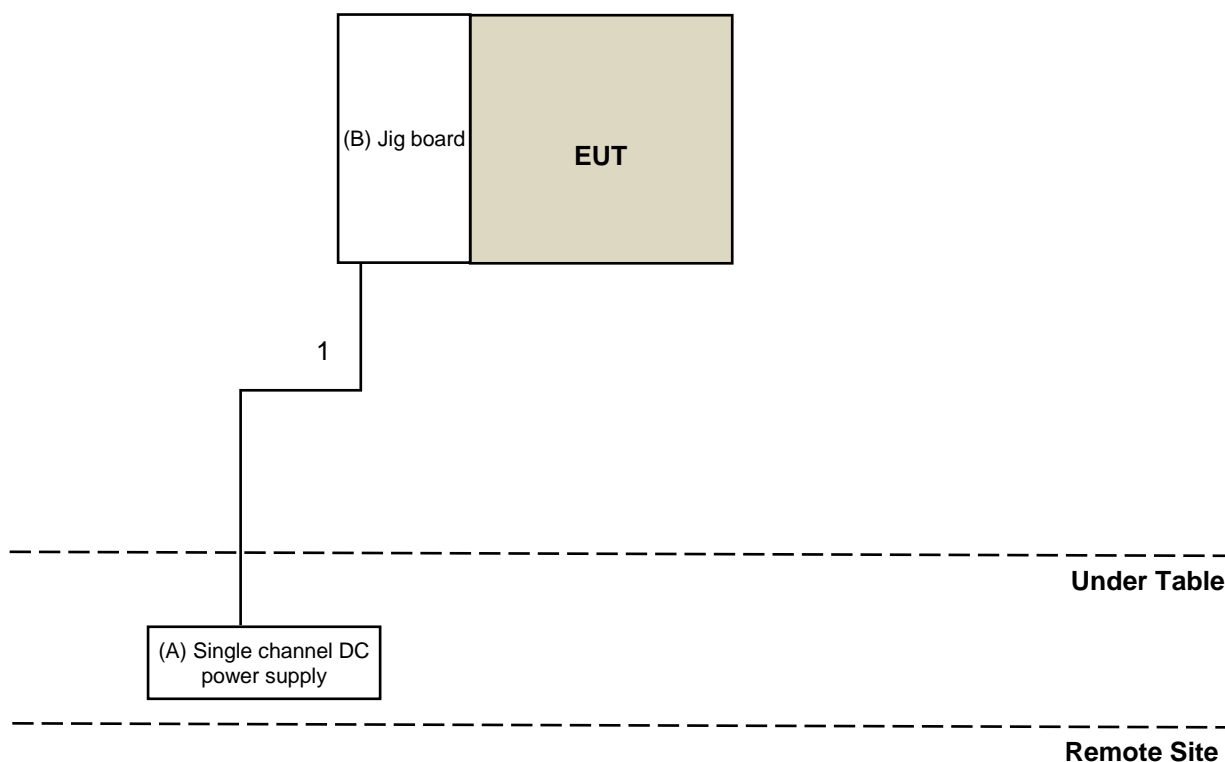 (B) Jig board
EUT
1
Under Table
(A) Single channel DC
power supply
Remote Site